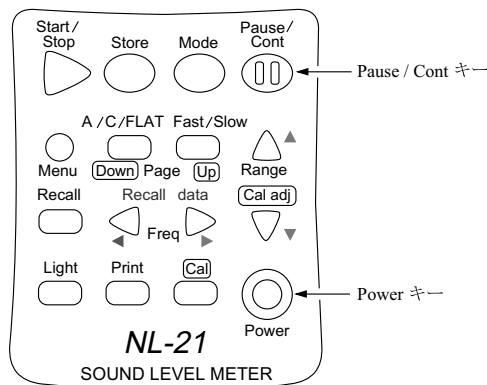 Start/
Stop
Store
Mode
Pause/
Cont
Pause / Cont キー
A/C/FLAT
Fast/Slow
Menu
Down Page Up
Range
Recall
Recall data
Cal adj
Freq
Light
Print
Cal
Power キー
Power
NL-21
SOUND LEVEL METER